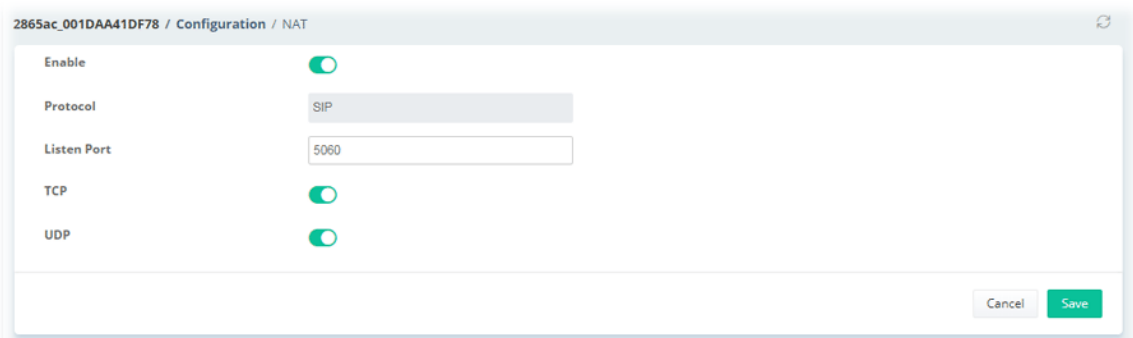 2865ac_001DAA41DF78 / Configuration / NAT
Enable
Protocol SIP
Listen Port 5060
TCP
UDP
Cancel Save